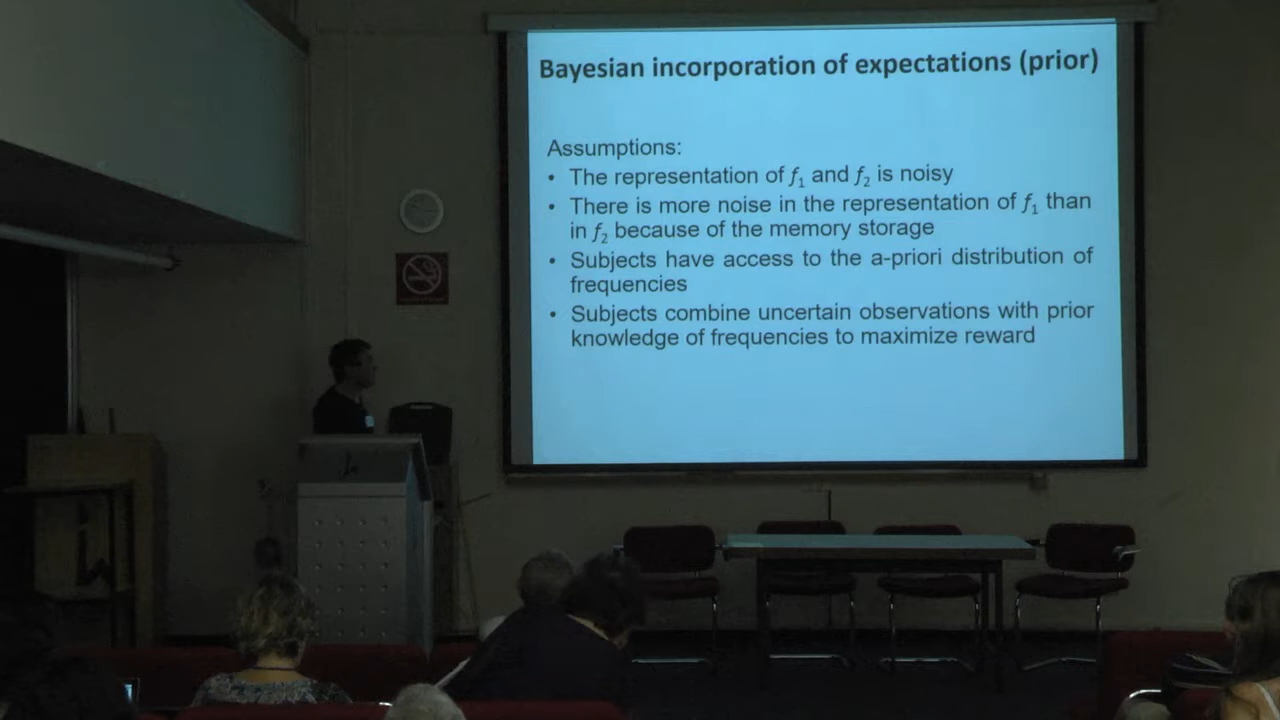 Bayesian incorporation of expectations (prior)
Assumptions:
• The representation of f₁ and f₂ is noisy
• There is more noise in the representation of f₁ than
in f₂ because of the memory storage
• Subjects have access to the a-priori distribution of
frequencies
• Subjects combine uncertain observations with prior
knowledge of frequencies to maximize reward